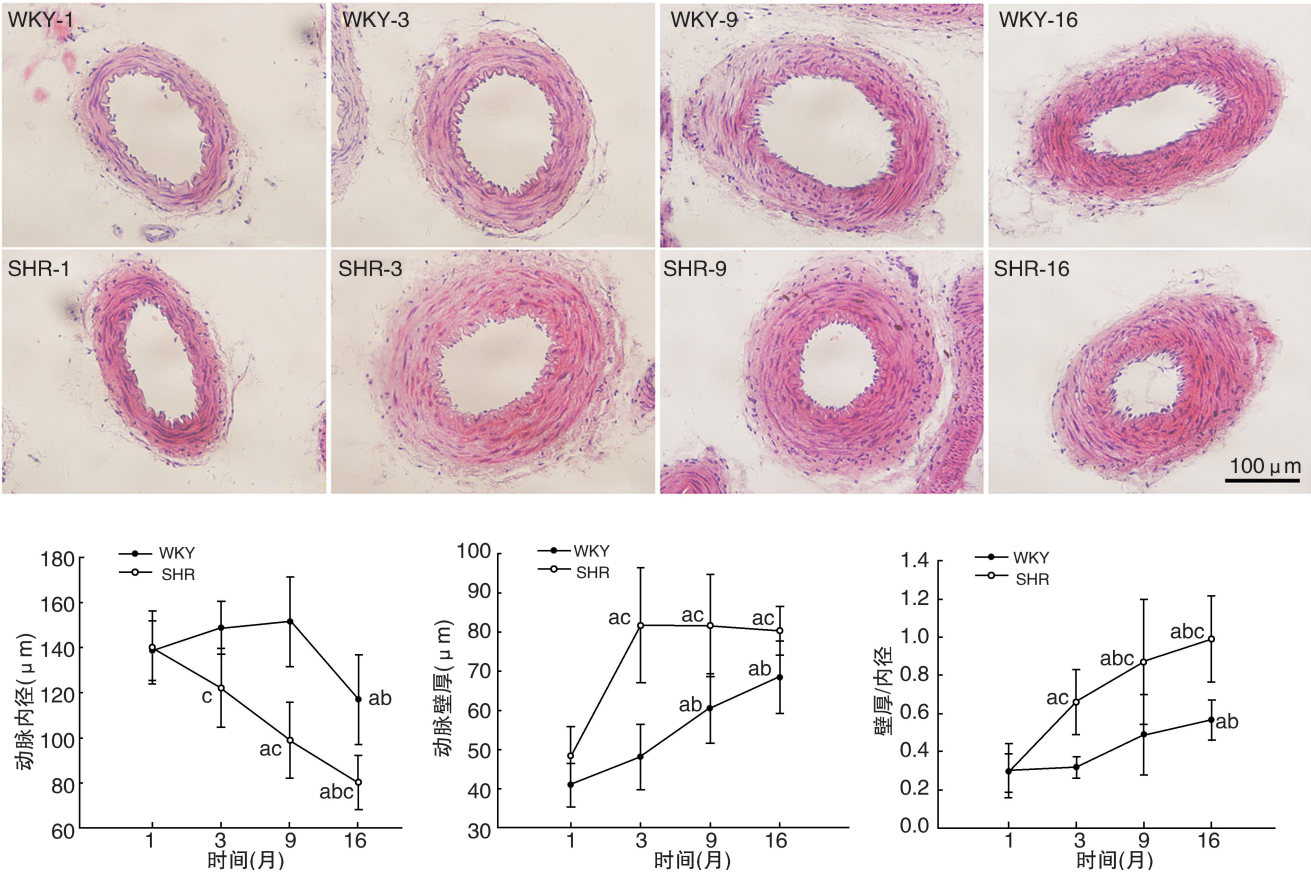 WKY-1
WKY-3
WKY-9
WKY-16
SHR-1
SHR-3
SHR-9
SHR-16
100 μm
180
160
140
120
100
80
60
动脉内径(μm)
WKY
SHR
c
ac
abc
ab
1
3
9
16
时间(月)
100
90
80
70
60
50
40
30
动脉壁厚(μm)
WKY
SHR
ac
ac
ac
ab
ab
1
3
9
16
时间(月)
1.4
1.2
1.0
0.8
0.6
0.4
0.2
0.0
壁厚/内径
WKY
SHR
ac
abc
abc
ab
1
3
9
16
时间(月)